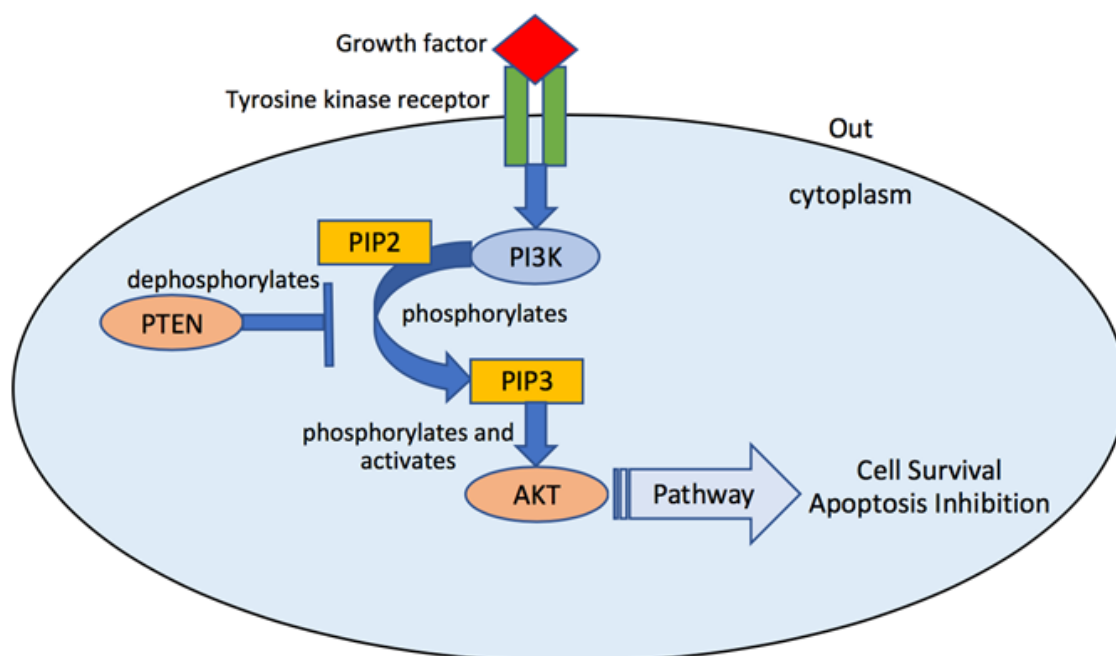 Growth factor
Tyrosine kinase receptor
Out
cytoplasm
PIP2
PI3K
dephosphorylates
PTEN
phosphorylates
PIP3
phosphorylates and
activates
AKT
Pathway
Cell Survival
Apoptosis Inhibition